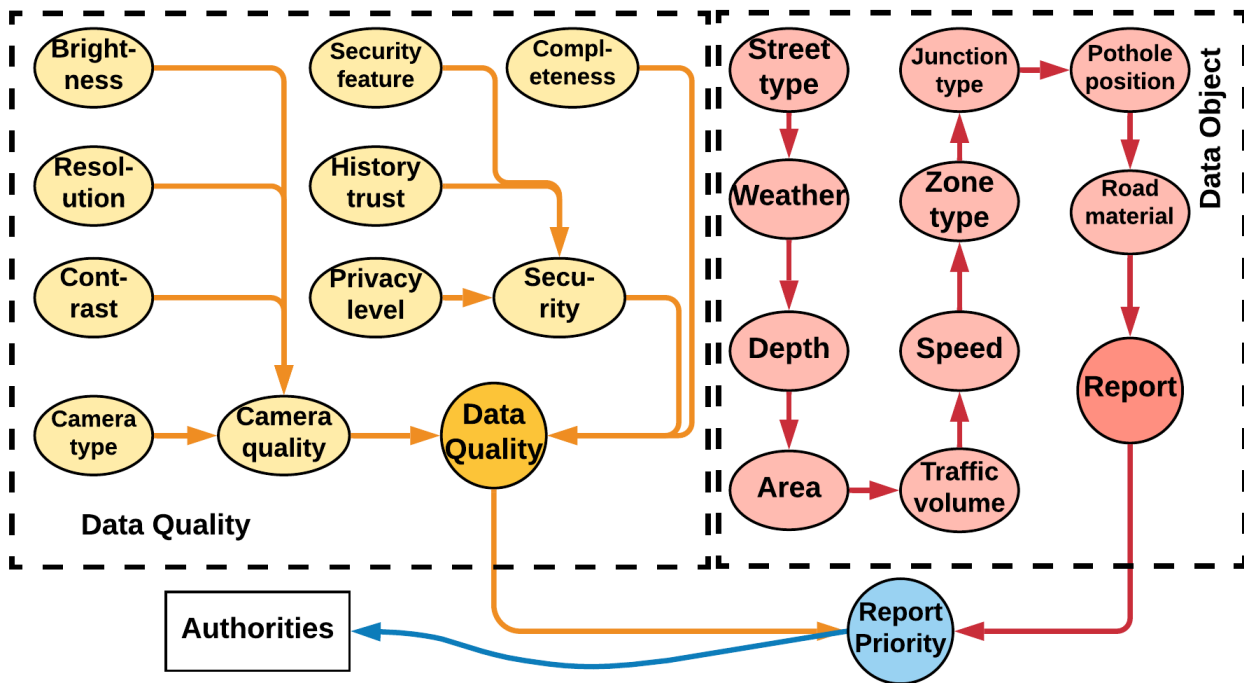 Bright-
ness
Security
feature
Compl-
eteness
Resol-
ution
History
trust
Cont-
rast
Privacy
level
Secu-
rity
Camera
type
Camera
quality
Data
Quality
Data Quality
Street
type
Junction
type
Pothole
position
Data Object
Weather
Zone
type
Road
material
Depth
Speed
Report
Area
Traffic
volume
Authorities
Report
Priority